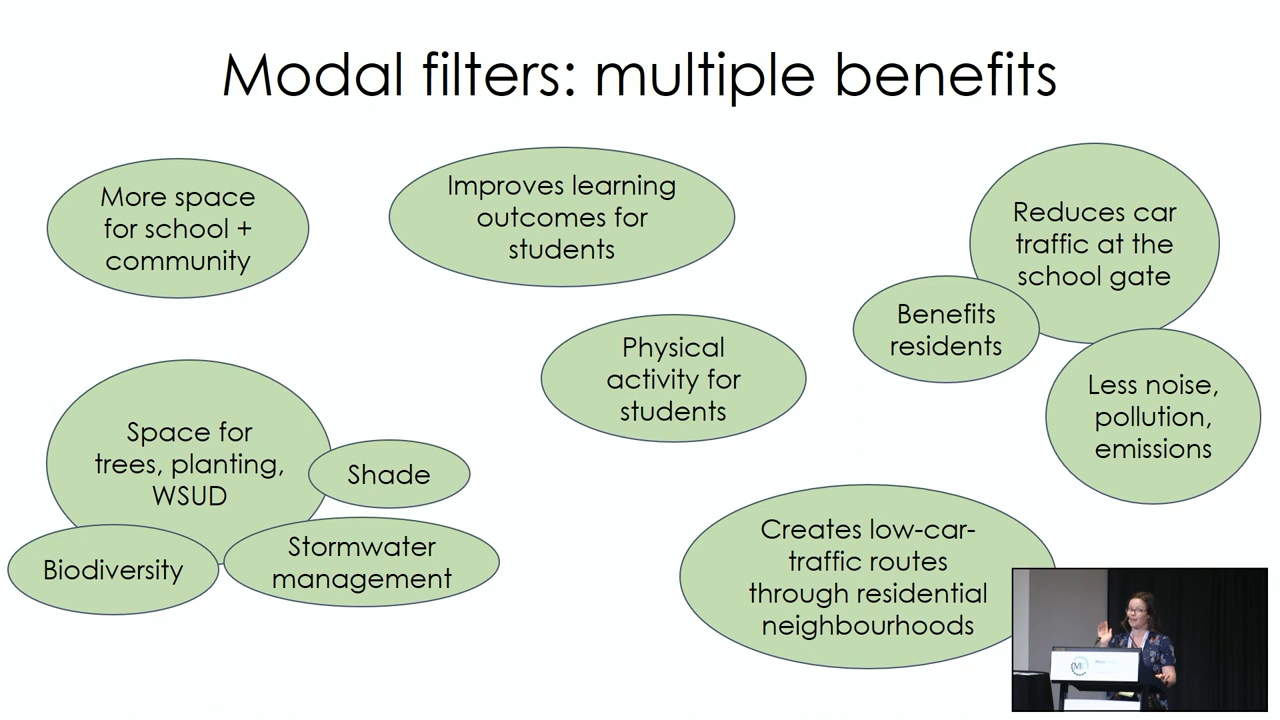 Modal filters: multiple benefits
More space
for school +
community
Improves learning
outcomes for
students
Reduces car
traffic at the
school gate
Benefits
residents
Physical
activity for
students
Less noise,
pollution,
emissions
Space for
trees, planting,
WSUD
Shade
Biodiversity
Stormwater
management
Creates low-car-
traffic routes
through residential
neighbourhoods